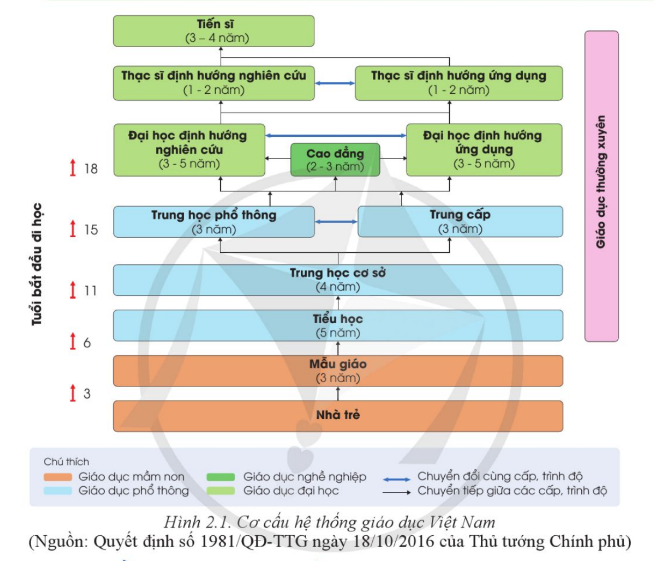 Tiến sĩ
(3 – 4 năm)
Thạc sĩ định hướng nghiên cứu
(1 - 2 năm)
Thạc sĩ định hướng ứng dụng
(1 - 2 năm)
Đại học định hướng
nghiên cứu
(3 - 5 năm)
Cao đẳng
(2 - 3 năm)
Đại học định hướng
ứng dụng
(3 - 5 năm)
18
Trung học phổ thông
(3 năm)
Trung cấp
(3 năm)
15
Trung học cơ sở
(4 năm)
11
Tiểu học
(5 năm)
6
Mẫu giáo
(3 năm)
3
Nhà trẻ
Tuổi bắt đầu đi học
Giáo dục thường xuyên
Chú thích
Giáo dục mầm non
Giáo dục nghề nghiệp
Chuyển đổi cùng cấp, trình độ
Giáo dục phổ thông
Giáo dục đại học
Chuyển tiếp giữa các cấp, trình độ
Hình 2.1. Cơ cấu hệ thống giáo dục Việt Nam
(Nguồn: Quyết định số 1981/QĐ-TTG ngày 18/10/2016 của Thủ tướng Chính phủ)